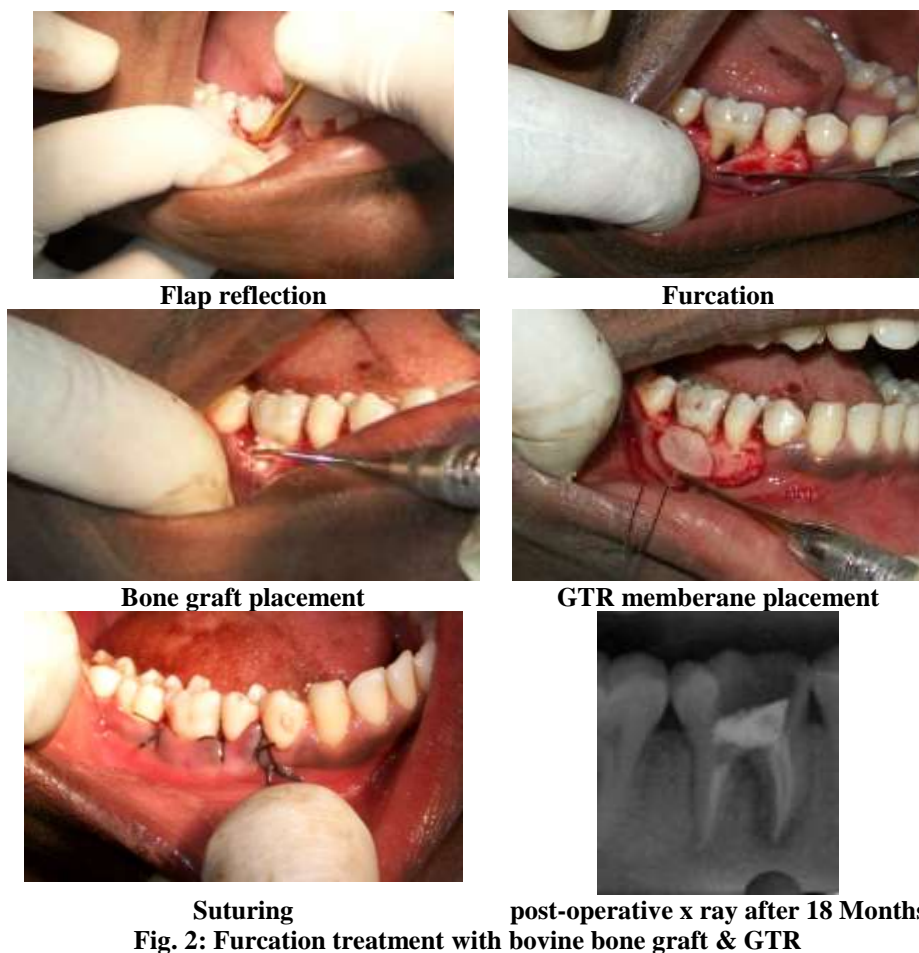 Flap reflection
Furcation
Bone graft placement
GTR memberane placement
Suturing
post-operative x ray after 18 Months
Fig. 2: Furcation treatment with bovine bone graft & GTR